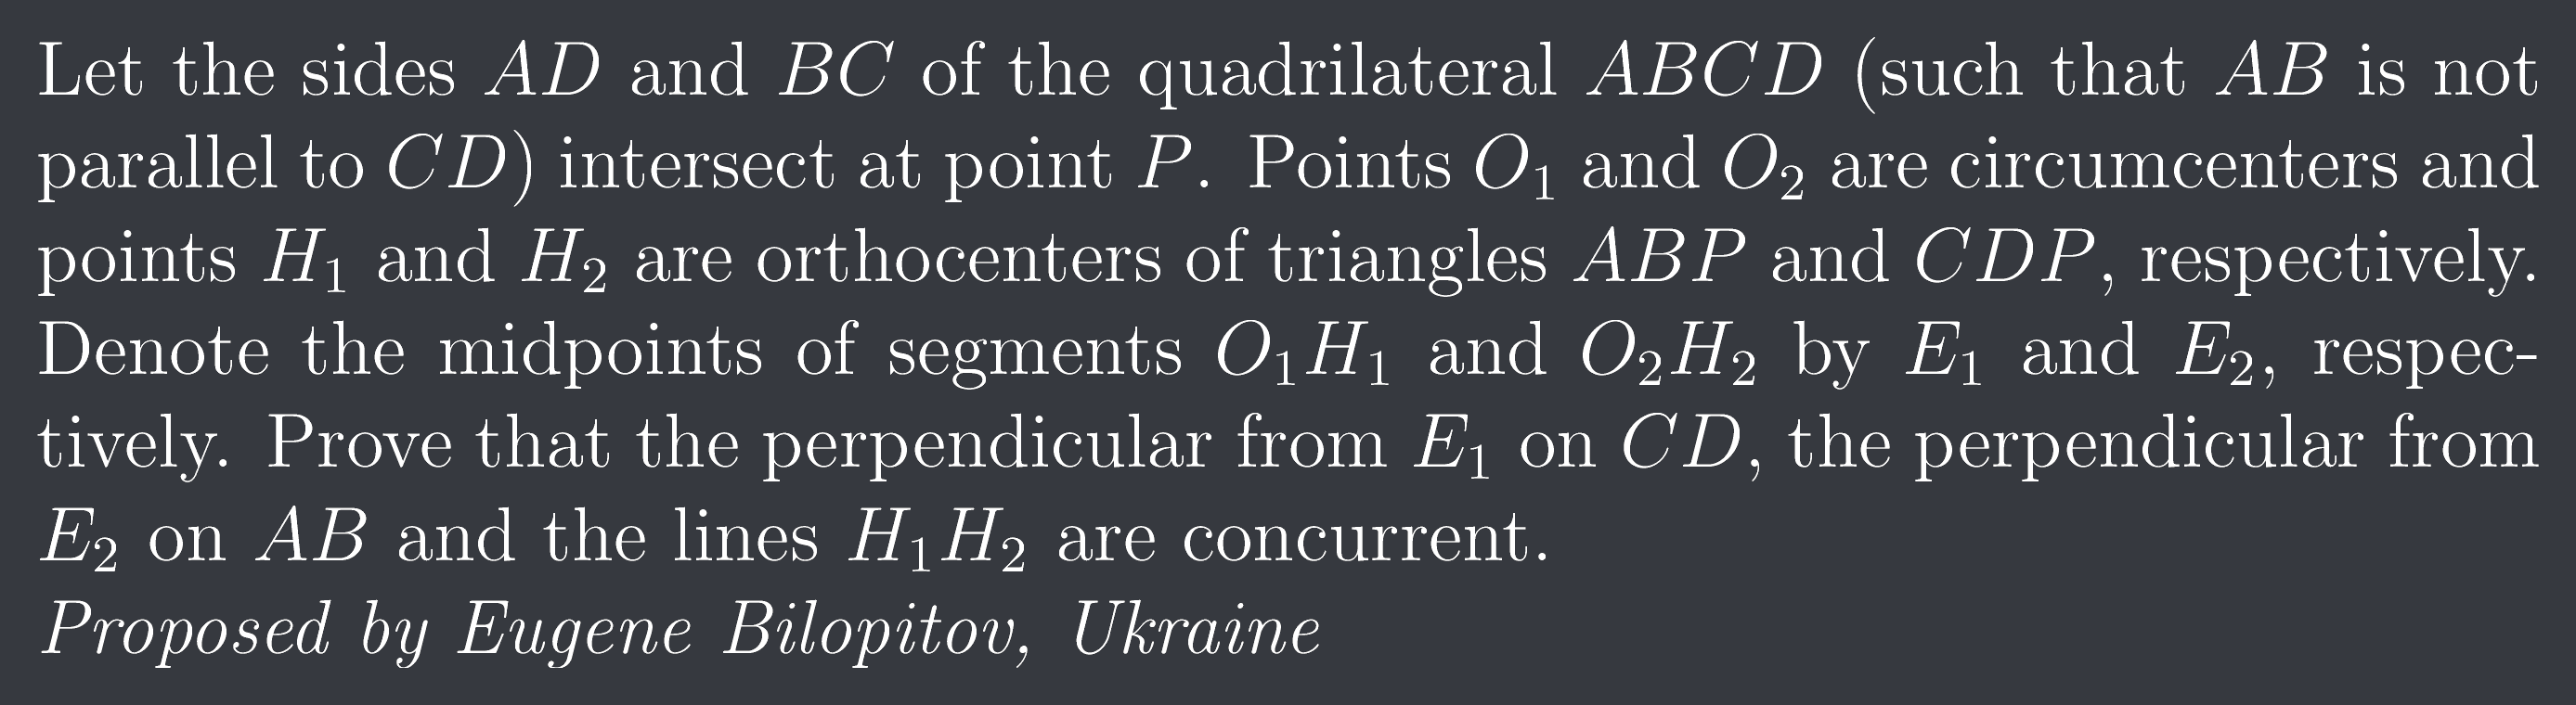 Let the sides AD and BC of the quadrilateral ABCD (such that AB is not
parallel to CD) intersect at point P. Points O₁ and O₂ are circumcenters and
points H₁ and H₂ are orthocenters of triangles ABP and CDP, respectively.
Denote the midpoints of segments O₁H₁ and O₂H₂ by E₁ and E₂, respec-
tively. Prove that the perpendicular from E₁ on CD, the perpendicular from
E₂ on AB and the lines H₁H₂ are concurrent.
Proposed by Eugene Bilopitov, Ukraine